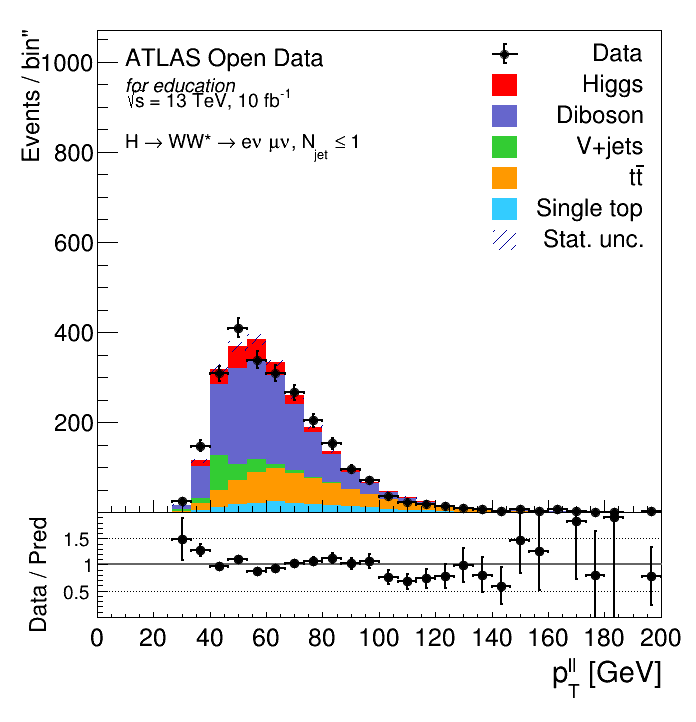 Events / bin"
1000
800
600
400
200
ATLAS Open Data
for education
√s = 13 TeV, 10 fb⁻¹
H → WW* → eν μν, N_jet ≤ 1
Data
Higgs
Diboson
V+jets
tt̄
Single top
Stat. unc.
Data / Pred
1.5
1
0.5
0 20 40 60 80 100 120 140 160 180 200
p_T^ll [GeV]